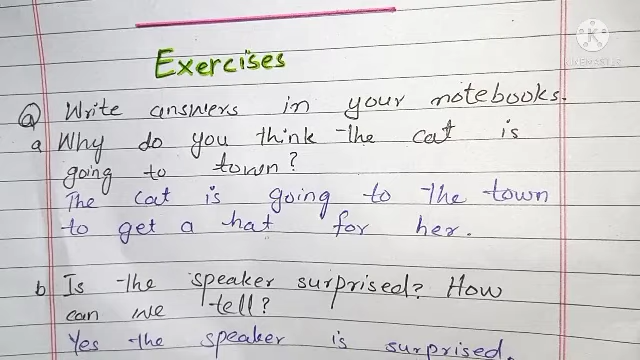 Exercises
Q Write answers in your notebooks.
a Why do you think the cat is
going to town?
The cat is going to the town
to get a hat for her.
b Is the speaker surprised? How
can we tell?
Yes the speaker is surprised.